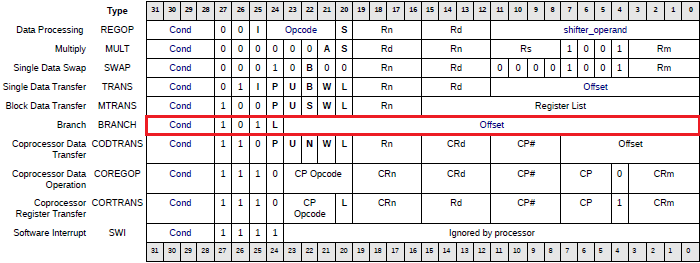 Type 31 30 29 28 27 26 25 24 23 22 21 20 19 18 17 16 15 14 13 12 11 10 9 8 7 6 5 4 3 2 1 0
Data Processing REGOP Cond 0 0 I Opcode S Rn Rd shifter_operand
Multiply MULT Cond 0 0 0 0 0 0 A S Rd Rn Rs 1 0 0 1 Rm
Single Data Swap SWAP Cond 0 0 0 1 0 B 0 0 Rn Rd 0 0 0 0 1 0 0 1 Rm
Single Data Transfer TRANS Cond 0 1 I P U B W L Rn Rd Offset
Block Data Transfer MTRANS Cond 1 0 0 P U S W L Rn Register List
Branch BRANCH Cond 1 0 1 L Offset
Coprocessor Data Transfer CODTRANS Cond 1 1 0 P U N W L Rn CRd CP# Offset
Coprocessor Data Operation COREGOP Cond 1 1 1 0 CP Opcode CRn CRd CP# CP 0 CRm
Coprocessor Register Transfer CORTRANS Cond 1 1 1 0 CP Opcode L CRn Rd CP# CP 1 CRm
Software Interrupt SWI Cond 1 1 1 1 Ignored by processor
31 30 29 28 27 26 25 24 23 22 21 20 19 18 17 16 15 14 13 12 11 10 9 8 7 6 5 4 3 2 1 0